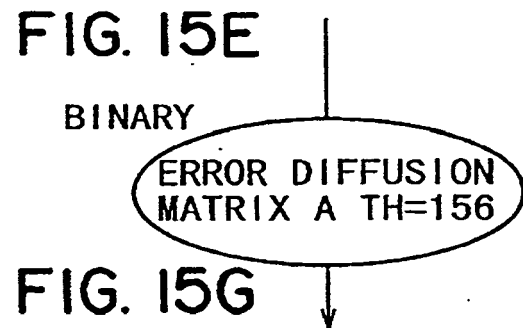 FIG. 15E
BINARY
ERROR DIFFUSION
MATRIX A TH=156
FIG. 15G